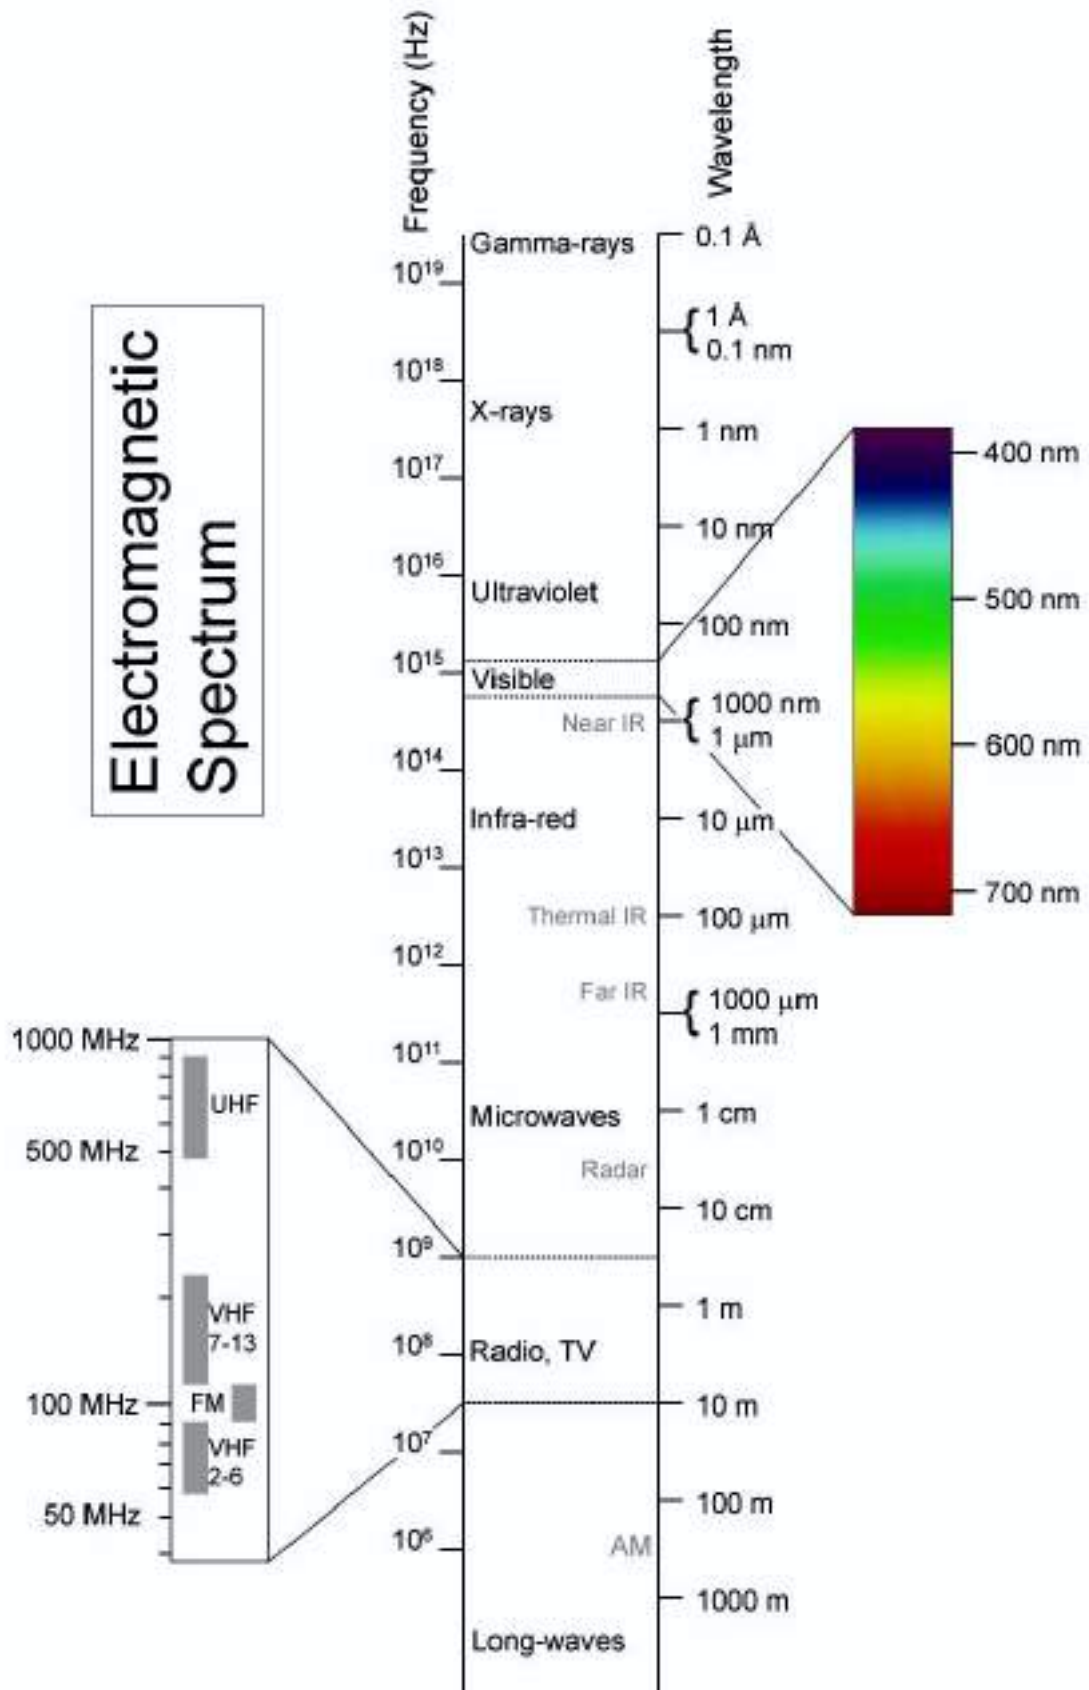 Frequency (Hz)
Wavelength
Electromagnetic
Spectrum
Gamma-rays
0.1 Å
10¹⁹
1 Å
0.1 nm
10¹⁸
X-rays
1 nm
400 nm
10¹⁷
10 nm
10¹⁶
Ultraviolet
500 nm
100 nm
10¹⁵
Visible
1000 nm
Near IR
1 μm
600 nm
10¹⁴
Infra-red
10 μm
10¹³
700 nm
Thermal IR
100 μm
10¹²
Far IR
1000 μm
1 mm
1000 MHz
10¹¹
UHF
Microwaves
1 cm
500 MHz
10¹⁰
Radar
10 cm
10⁹
VHF
7-13
1 m
10⁸
Radio, TV
100 MHz
FM
10 m
10⁷
VHF
2-6
50 MHz
100 m
10⁶
AM
1000 m
Long-waves